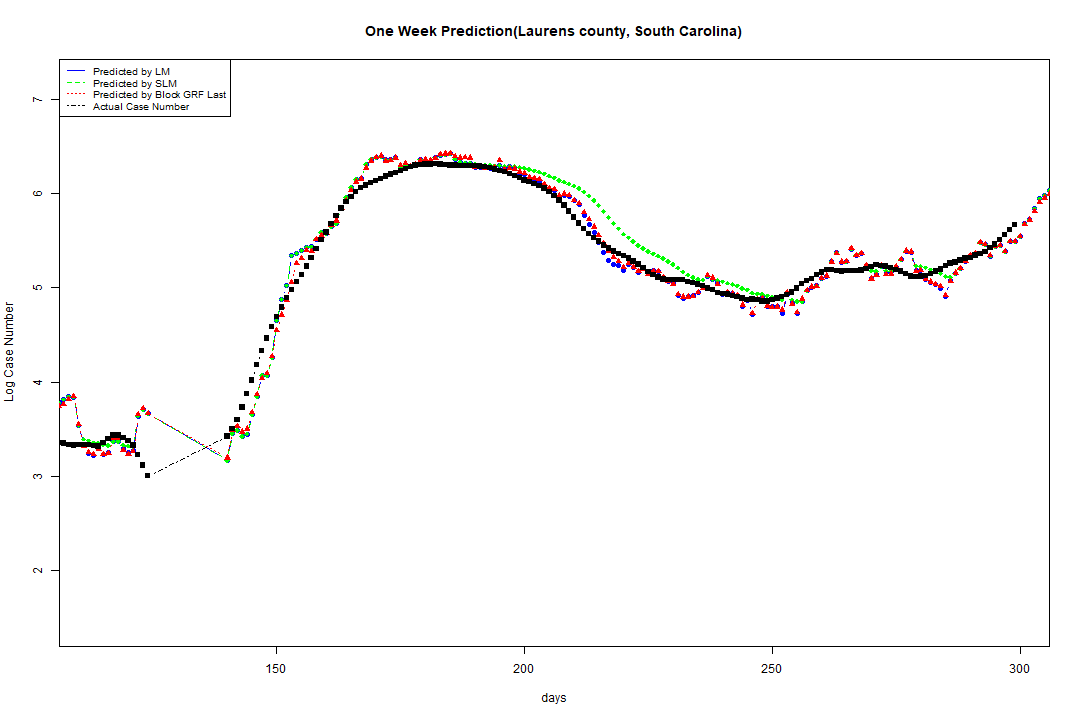 One Week Prediction(Laurens county, South Carolina)
Predicted by LM
Predicted by SLM
Predicted by Block GRF Last
Actual Case Number
7
6
5
4
3
2
Log Case Number
150 200 250 300
days